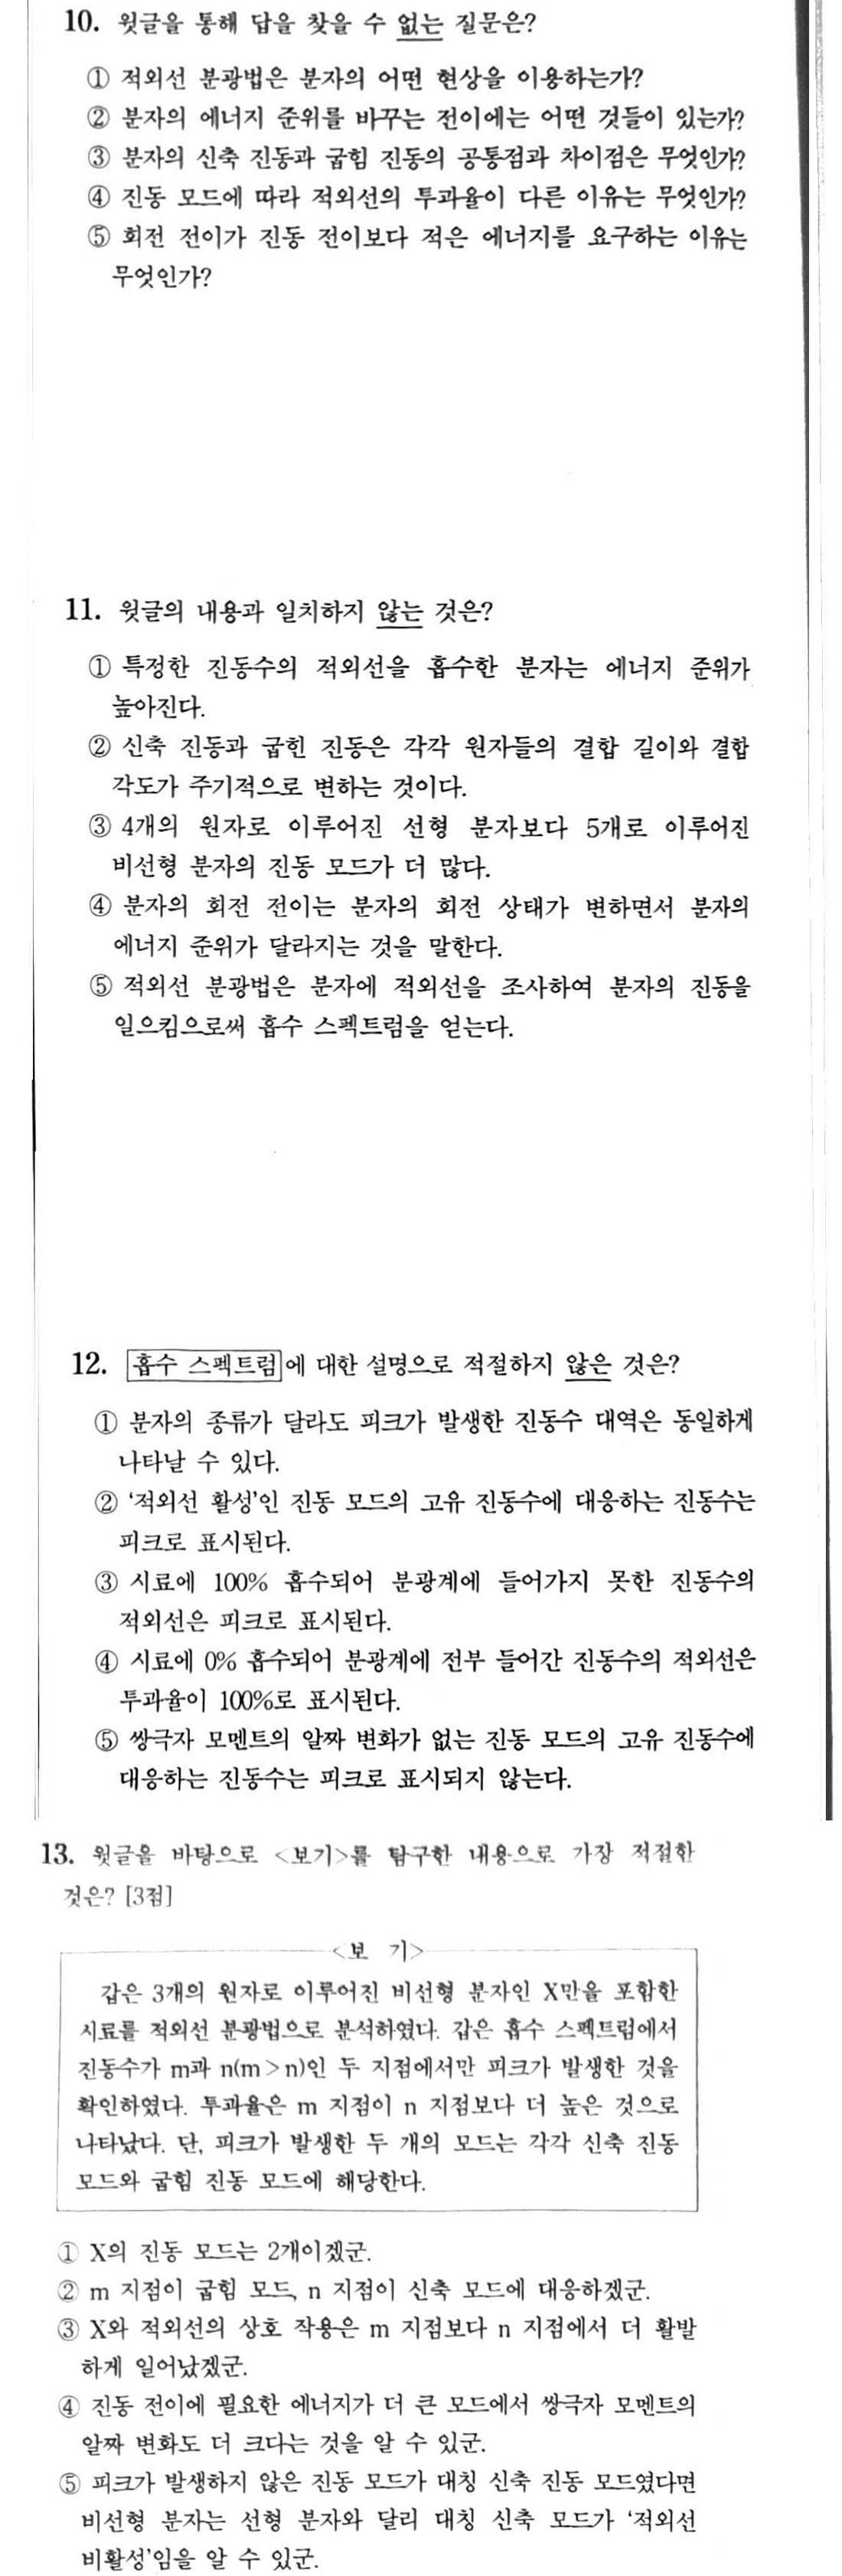 10. 윗글을 통해 답을 찾을 수 없는 질문은?
① 적외선 분광법은 분자의 어떤 현상을 이용하는가?
② 분자의 에너지 준위를 바꾸는 전이에는 어떤 것들이 있는가?
③ 분자의 신축 진동과 굽힘 진동의 공통점과 차이점은 무엇인가?
④ 진동 모드에 따라 적외선의 투과율이 다른 이유는 무엇인가?
⑤ 회전 전이가 진동 전이보다 적은 에너지를 요구하는 이유는
무엇인가?
11. 윗글의 내용과 일치하지 않는 것은?
① 특정한 진동수의 적외선을 흡수한 분자는 에너지 준위가
높아진다.
② 신축 진동과 굽힌 진동은 각각 원자들의 결합 길이와 결합
각도가 주기적으로 변하는 것이다.
③ 4개의 원자로 이루어진 선형 분자보다 5개로 이루어진
비선형 분자의 진동 모드가 더 많다.
④ 분자의 회전 전이는 분자의 회전 상태가 변하면서 분자의
에너지 준위가 달라지는 것을 말한다.
⑤ 적외선 분광법은 분자에 적외선을 조사하여 분자의 진동을
일으킴으로써 흡수 스펙트럼을 얻는다.
12. 흡수 스펙트럼에 대한 설명으로 적절하지 않은 것은?
① 분자의 종류가 달라도 피크가 발생한 진동수 대역은 동일하게
나타날 수 있다.
② '적외선 활성'인 진동 모드의 고유 진동수에 대응하는 진동수는
피크로 표시된다.
③ 시료에 100% 흡수되어 분광계에 들어가지 못한 진동수의
적외선은 피크로 표시된다.
④ 시료에 0% 흡수되어 분광계에 전부 들어간 진동수의 적외선은
투과율이 100%로 표시된다.
⑤ 쌍극자 모멘트의 알짜 변화가 없는 진동 모드의 고유 진동수에
대응하는 진동수는 피크로 표시되지 않는다.
13. 윗글을 바탕으로 <보기>를 탐구한 내용으로 가장 적절한
것은? [3점]
<보 기>
갑은 3개의 원자로 이루어진 비선형 분자인 X만을 포함한
시료를 적외선 분광법으로 분석하였다. 갑은 흡수 스펙트럼에서
진동수가 m과 n(m > n)인 두 지점에서만 피크가 발생한 것을
확인하였다. 투과율은 m 지점이 n 지점보다 더 높은 것으로
나타났다. 단, 피크가 발생한 두 개의 모드는 각각 신축 진동
모드와 굽힘 진동 모드에 해당한다.
① X의 진동 모드는 2개이겠군.
② m 지점이 굽힘 모드, n 지점이 신축 모드에 대응하겠군.
③ X와 적외선의 상호 작용은 m 지점보다 n 지점에서 더 활발
하게 일어났겠군.
④ 진동 전이에 필요한 에너지가 더 큰 모드에서 쌍극자 모멘트의
알짜 변화도 더 크다는 것을 알 수 있군.
⑤ 피크가 발생하지 않은 진동 모드가 대칭 신축 진동 모드였다면
비선형 분자는 선형 분자와 달리 대칭 신축 모드가 '적외선
비활성'임을 알 수 있군.